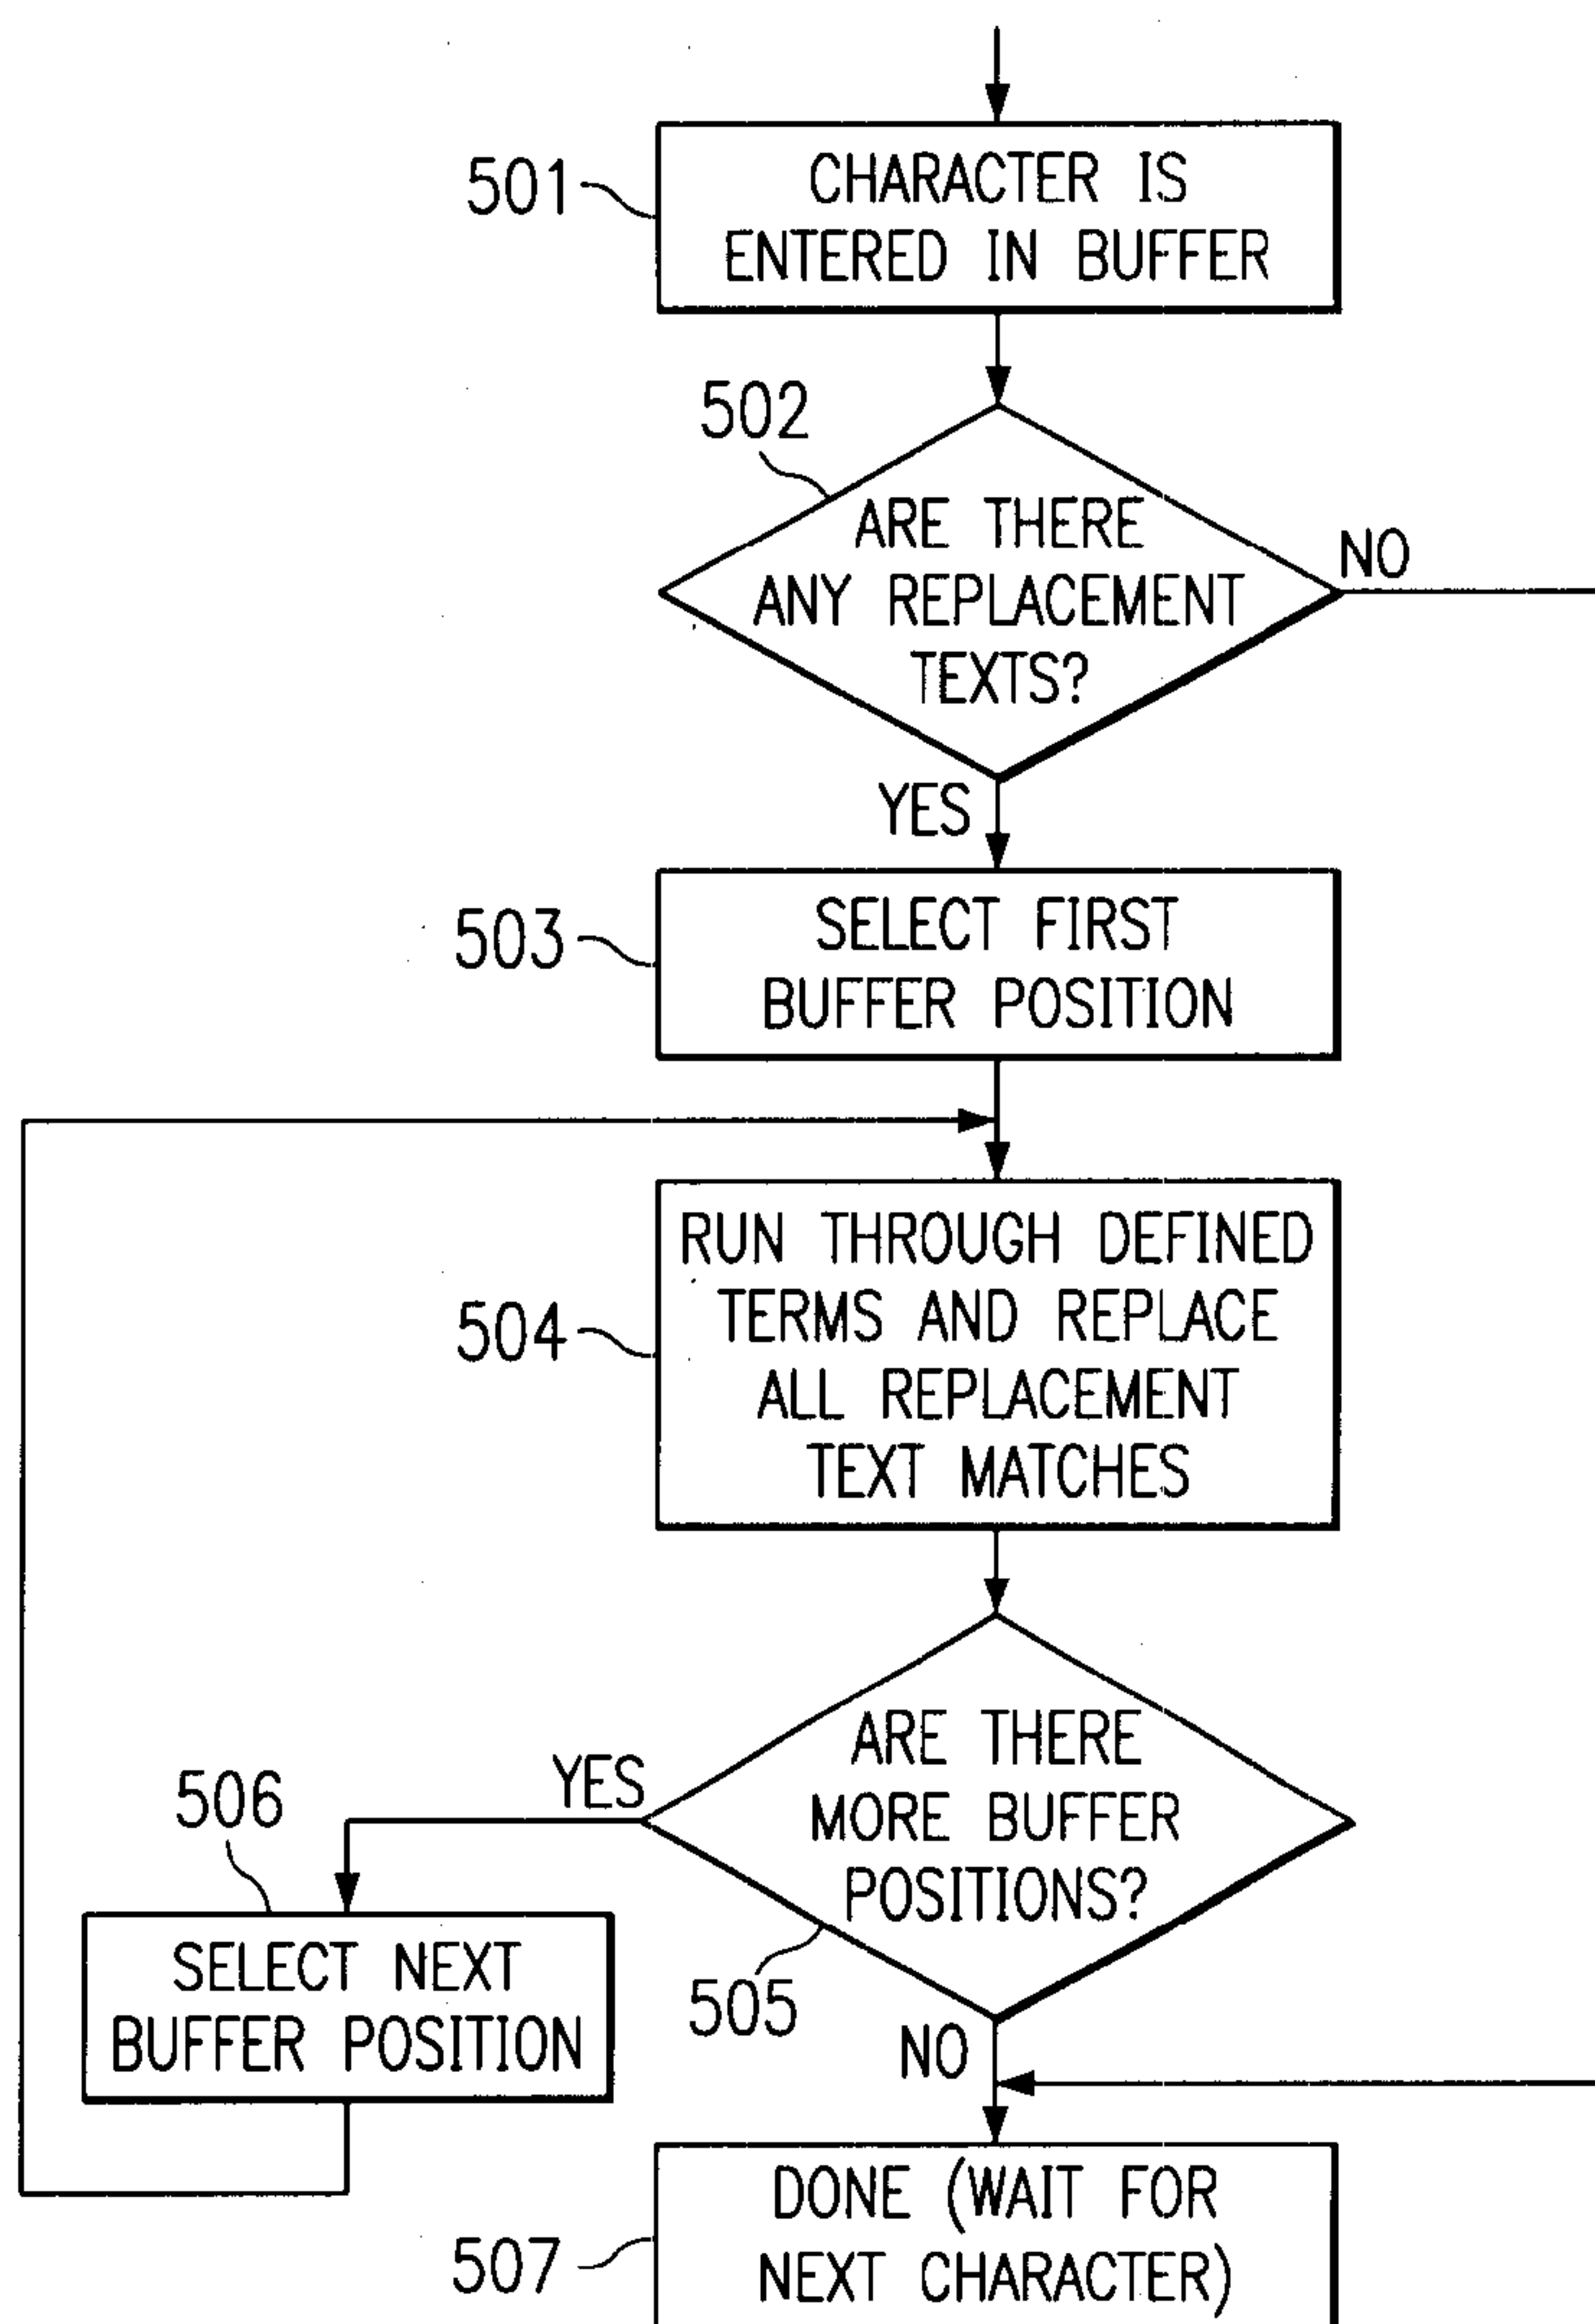 501
CHARACTER IS
ENTERED IN BUFFER
502
ARE THERE
ANY REPLACEMENT
TEXTS?
NO
YES
503
SELECT FIRST
BUFFER POSITION
504
RUN THROUGH DEFINED
TERMS AND REPLACE
ALL REPLACEMENT
TEXT MATCHES
ARE THERE
MORE BUFFER
POSITIONS?
YES
506
SELECT NEXT
BUFFER POSITION
505
NO
507
DONE (WAIT FOR
NEXT CHARACTER)